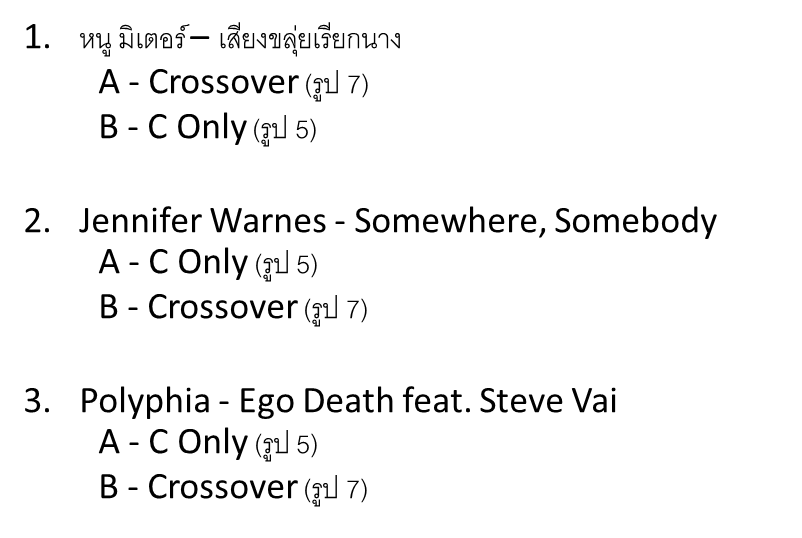 1. หนู มิเตอร์ – เสียงขลุ่ยเรียกนาง
A - Crossover (รูป 7)
B - C Only (รูป 5)
2. Jennifer Warnes - Somewhere, Somebody
A - C Only (รูป 5)
B - Crossover (รูป 7)
3. Polyphia - Ego Death feat. Steve Vai
A - C Only (รูป 5)
B - Crossover (รูป 7)